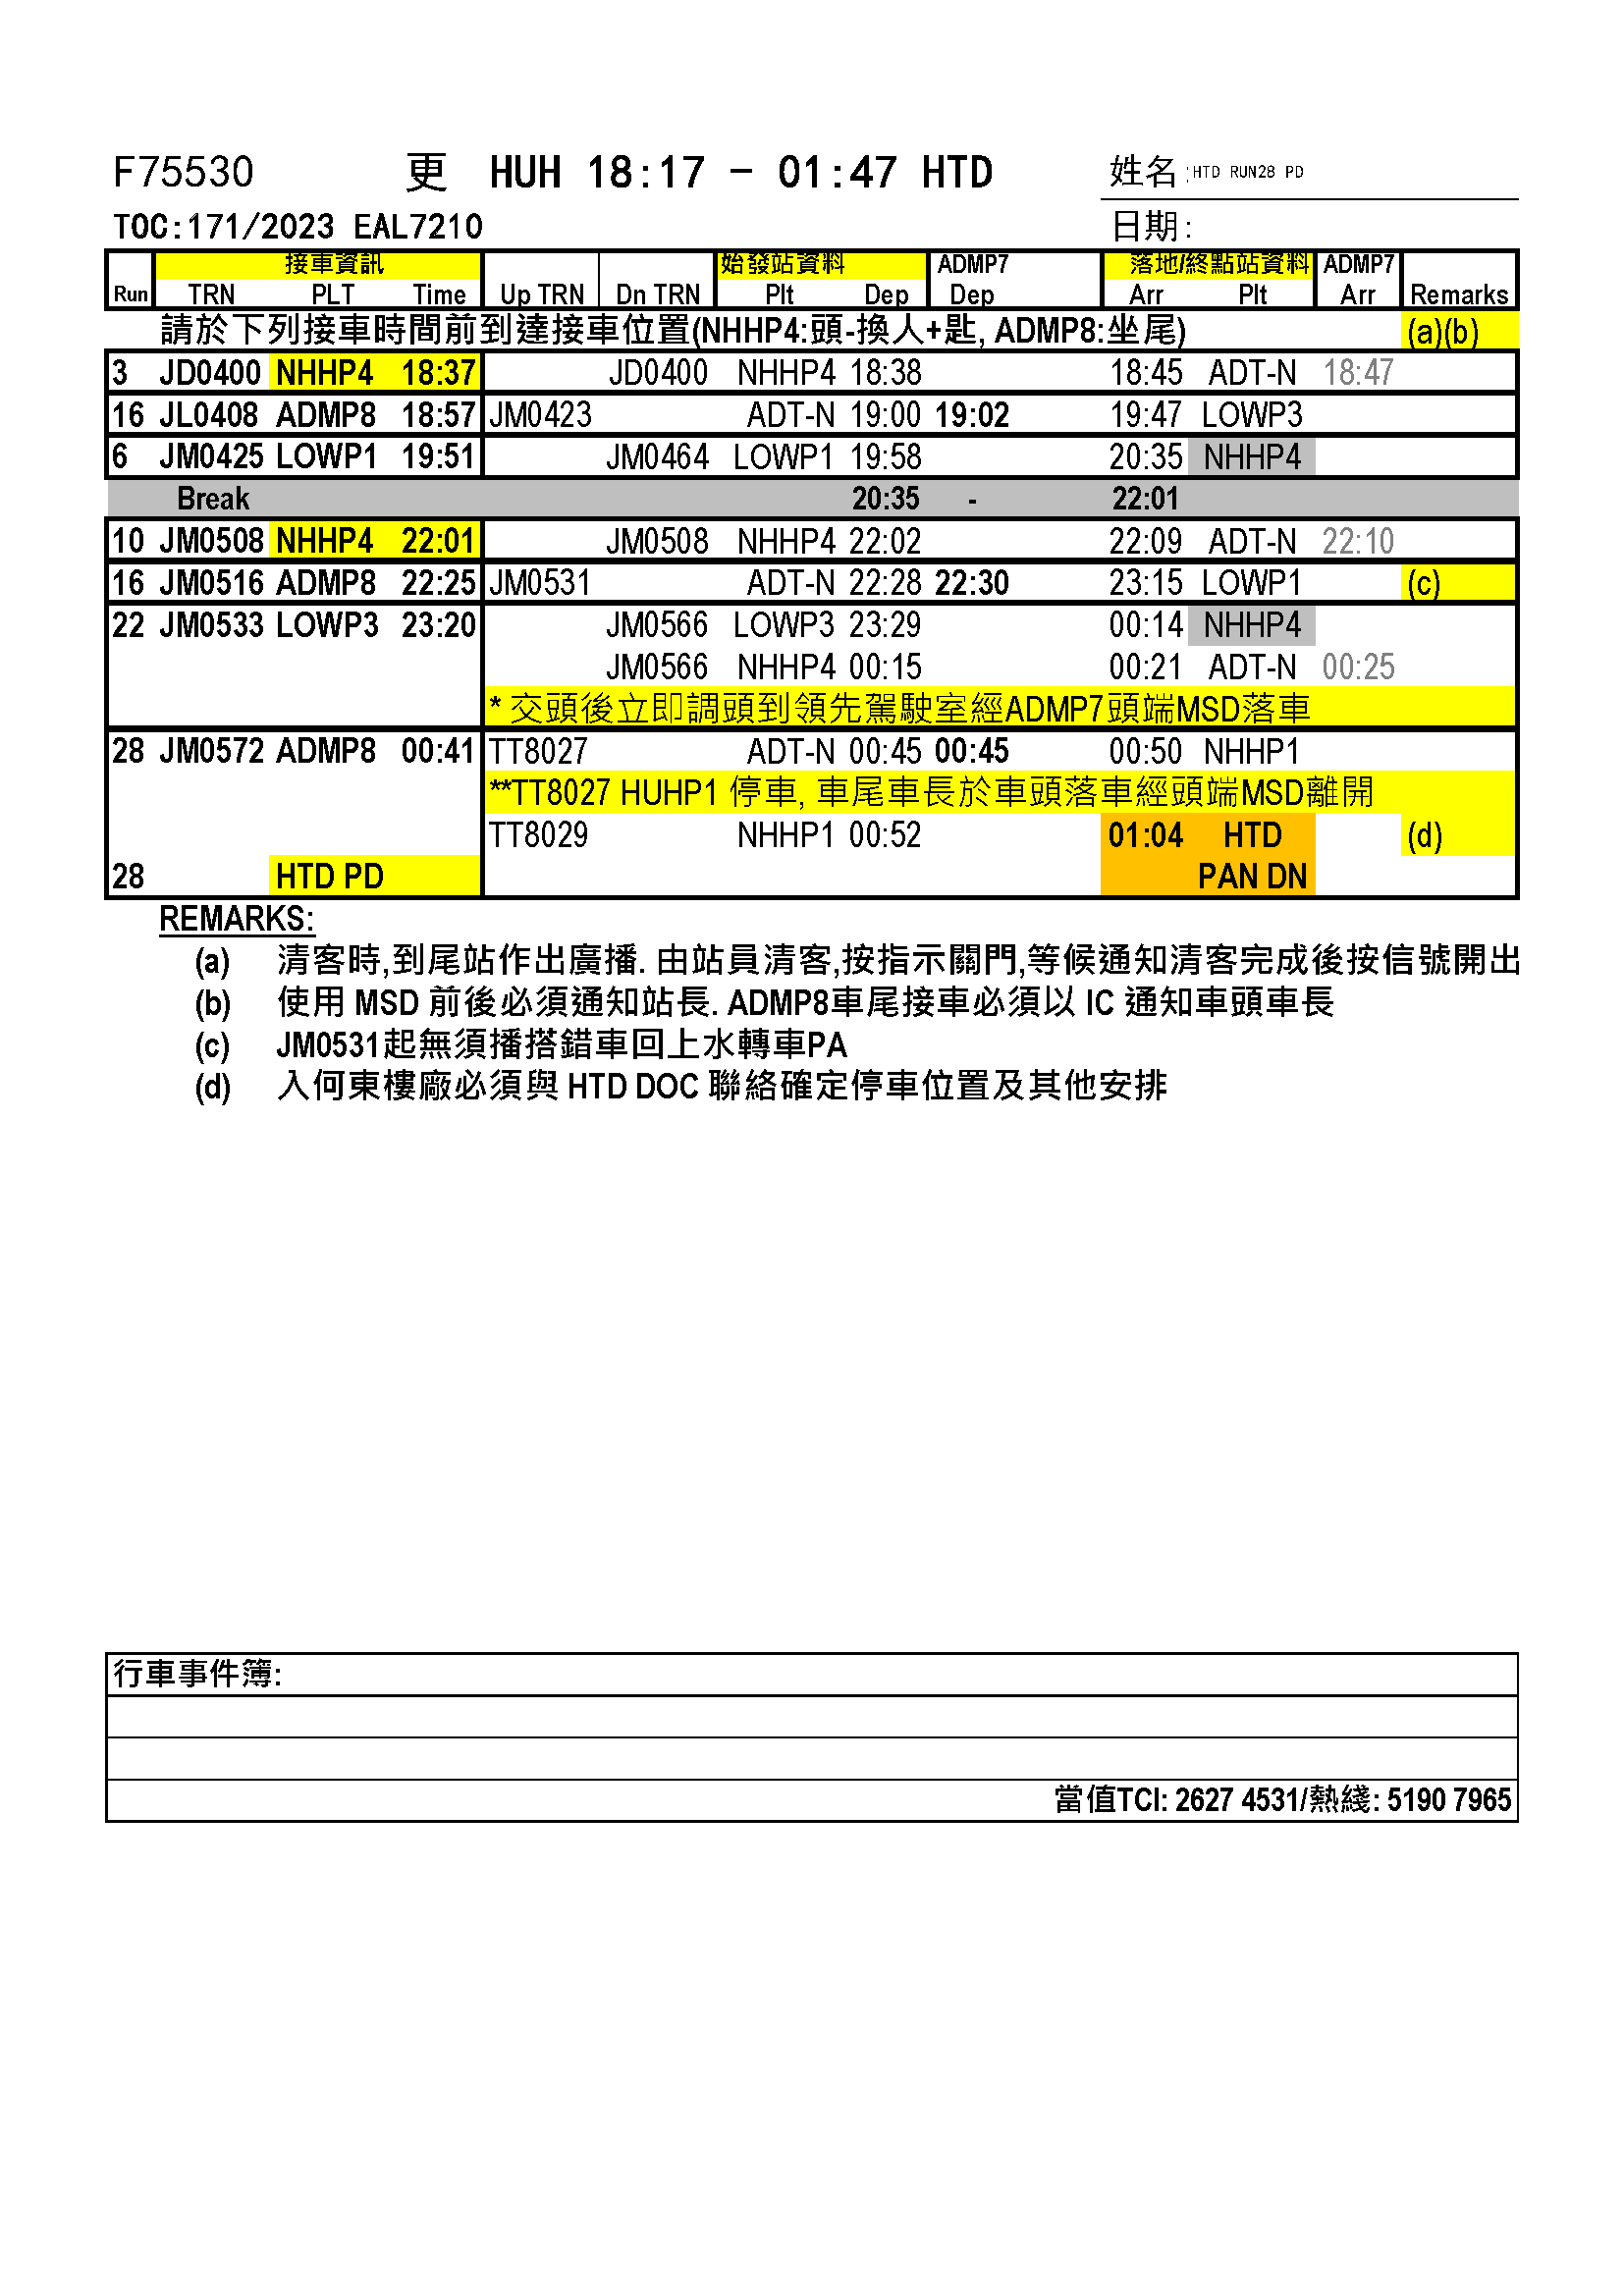 F75530 更 HUH 18:17 - 01:47 HTD 姓名:HTD RUN28 PD
TOC:171/2023 EAL7210 日期:
接車資訊 始發站資料 ADMP7 落地/終點站資料 ADMP7
Run TRN PLT Time Up TRN Dn TRN Plt Dep Dep Arr Plt Arr Remarks
請於下列接車時間前到達接車位置(NHHP4:頭-換人+匙, ADMP8:坐尾) (a)(b)
3 JD0400 NHHP4 18:37 JD0400 NHHP4 18:38 18:45 ADT-N 18:47
16 JL0408 ADMP8 18:57 JM0423 ADT-N 19:00 19:02 19:47 LOWP3
6 JM0425 LOWP1 19:51 JM0464 LOWP1 19:58 20:35 NHHP4
Break 20:35 - 22:01
10 JM0508 NHHP4 22:01 JM0508 NHHP4 22:02 22:09 ADT-N 22:10
16 JM0516 ADMP8 22:25 JM0531 ADT-N 22:28 22:30 23:15 LOWP1 (c)
22 JM0533 LOWP3 23:20 JM0566 LOWP3 23:29 00:14 NHHP4
JM0566 NHHP4 00:15 00:21 ADT-N 00:25
* 交頭後立即調頭到領先駕駛室經ADMP7頭端MSD落車
28 JM0572 ADMP8 00:41 TT8027 ADT-N 00:45 00:45 00:50 NHHP1
**TT8027 HUHP1 停車, 車尾車長於車頭落車經頭端MSD離開
TT8029 NHHP1 00:52 01:04 HTD (d)
28 HTD PD PAN DN
REMARKS:
(a) 清客時,到尾站作出廣播. 由站員清客,按指示關門,等候通知清客完成後按信號開出
(b) 使用 MSD 前後必須通知站長. ADMP8車尾接車必須以 IC 通知車頭車長
(c) JM0531起無須播搭錯車回上水轉車PA
(d) 入何東樓廠必須與 HTD DOC 聯絡確定停車位置及其他安排
行車事件簿:
當值TCI: 2627 4531/熱綫: 5190 7965